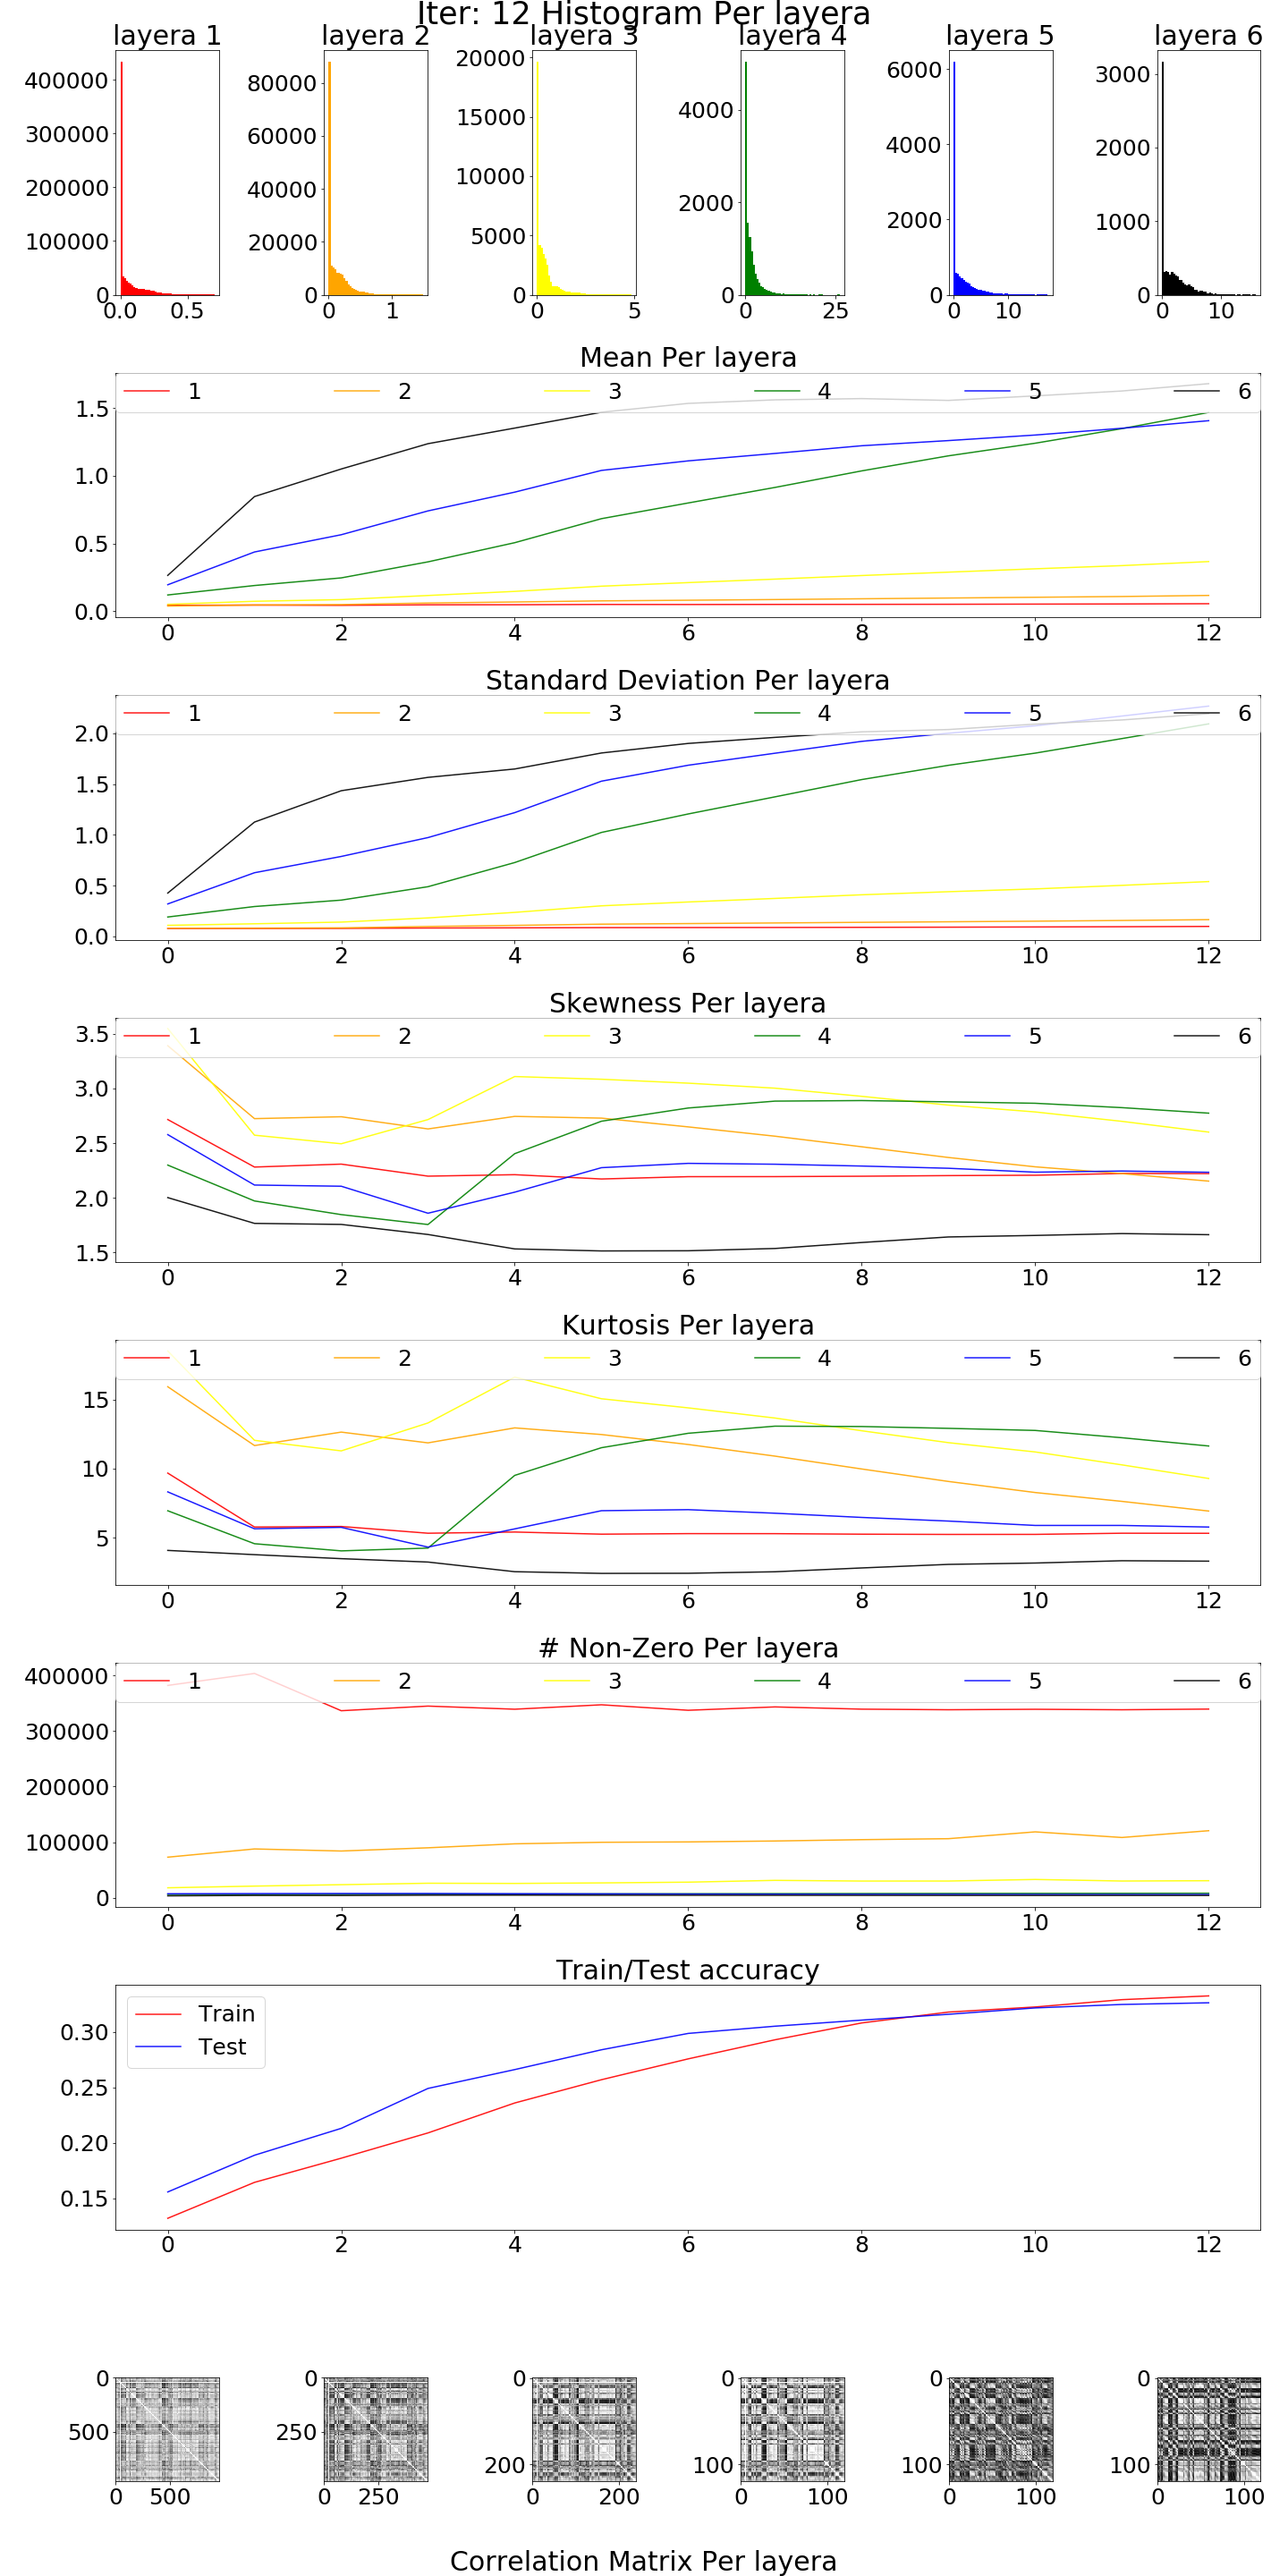 Iter: 12 Histogram Per layera
layera 1 layera 2 layera 3 layera 4 layera 5 layera 6
400000 300000 200000 100000 0 0.0 0.5
80000 60000 40000 20000 0 0 1
20000 15000 10000 5000 0 0 5
4000 2000 0 0 25
6000 4000 2000 0 0 10
3000 2000 1000 0 0 10
Mean Per layera
1 2 3 4 5 6
1.5
1.0
0.5
0.0
0 2 4 6 8 10 12
Standard Deviation Per layera
1 2 3 4 5 6
2.0
1.5
1.0
0.5
0.0
0 2 4 6 8 10 12
Skewness Per layera
1 2 3 4 5 6
3.5
3.0
2.5
2.0
1.5
0 2 4 6 8 10 12
Kurtosis Per layera
1 2 3 4 5 6
15
10
5
0 2 4 6 8 10 12
# Non-Zero Per layera
1 2 3 4 5 6
400000
300000
200000
100000
0
0 2 4 6 8 10 12
Train/Test accuracy
Train
Test
0.30
0.25
0.20
0.15
0 2 4 6 8 10 12
0 500 0 500
0 250 0 250
0 200 0 200
0 100 0 100
0 100 0 100
0 100 0 100
Correlation Matrix Per layera